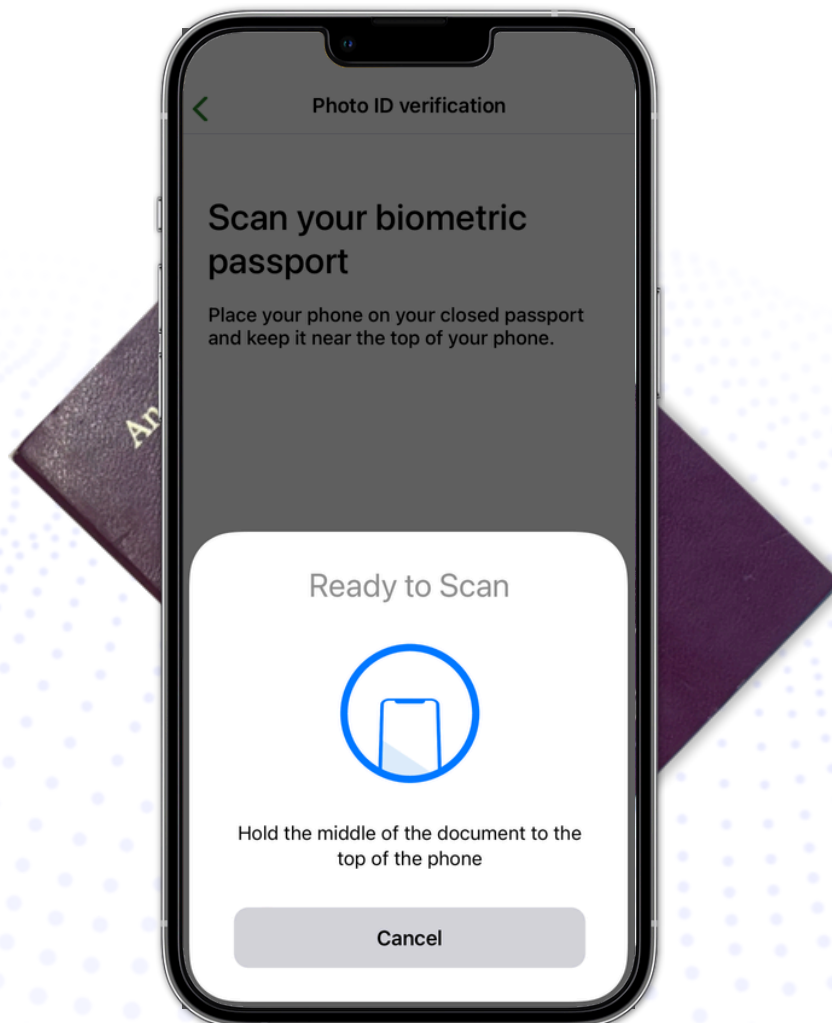 Photo ID verification
Scan your biometric
passport
Place your phone on your closed passport
and keep it near the top of your phone.
An
Ready to Scan
Hold the middle of the document to the
top of the phone
Cancel